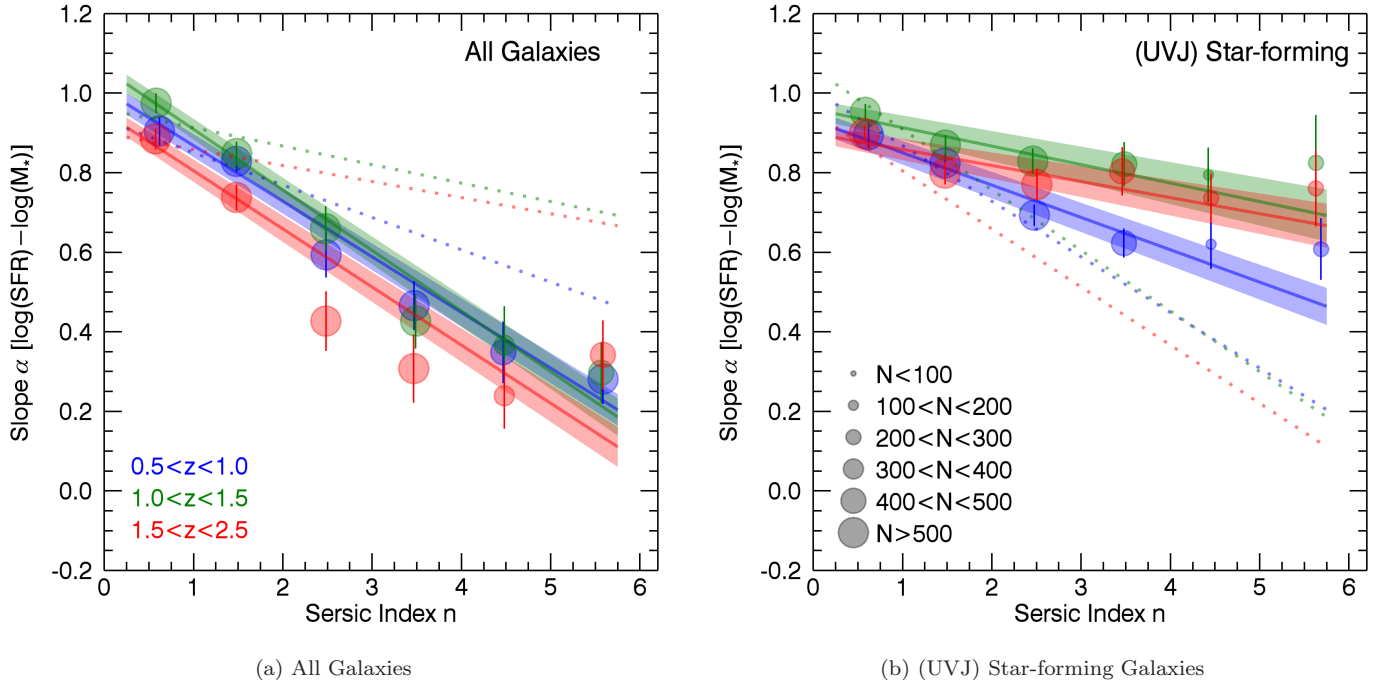 All Galaxies
Slope α [log(SFR)−log(M⁎)]
1.2
1.0
0.8
0.6
0.4
0.2
0.0
-0.2
0.5<z<1.0
1.0<z<1.5
1.5<z<2.5
0 1 2 3 4 5 6
Sersic Index n
(a) All Galaxies
(UVJ) Star-forming
Slope α [log(SFR)−log(M⁎)]
1.2
1.0
0.8
0.6
0.4
0.2
0.0
-0.2
N<100
100<N<200
200<N<300
300<N<400
400<N<500
N>500
0 1 2 3 4 5 6
Sersic Index n
(b) (UVJ) Star-forming Galaxies